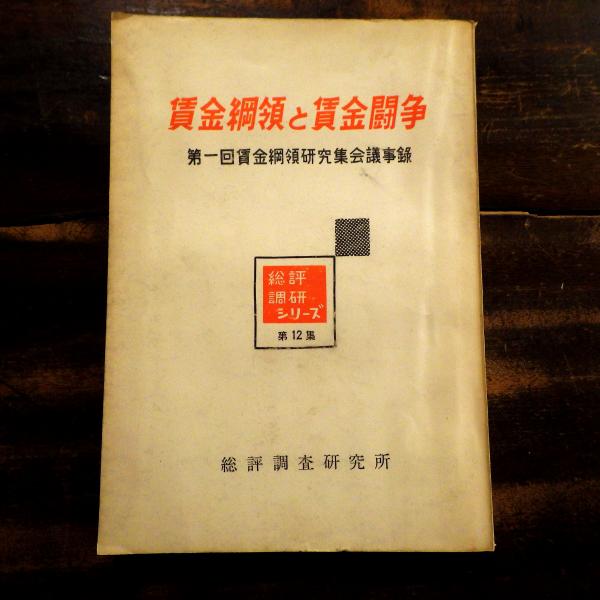 賃金綱領と賃金闘争
第一回賃金綱領研究集会議事録
総評
調研
シリーズ
第12集
総評調査研究所